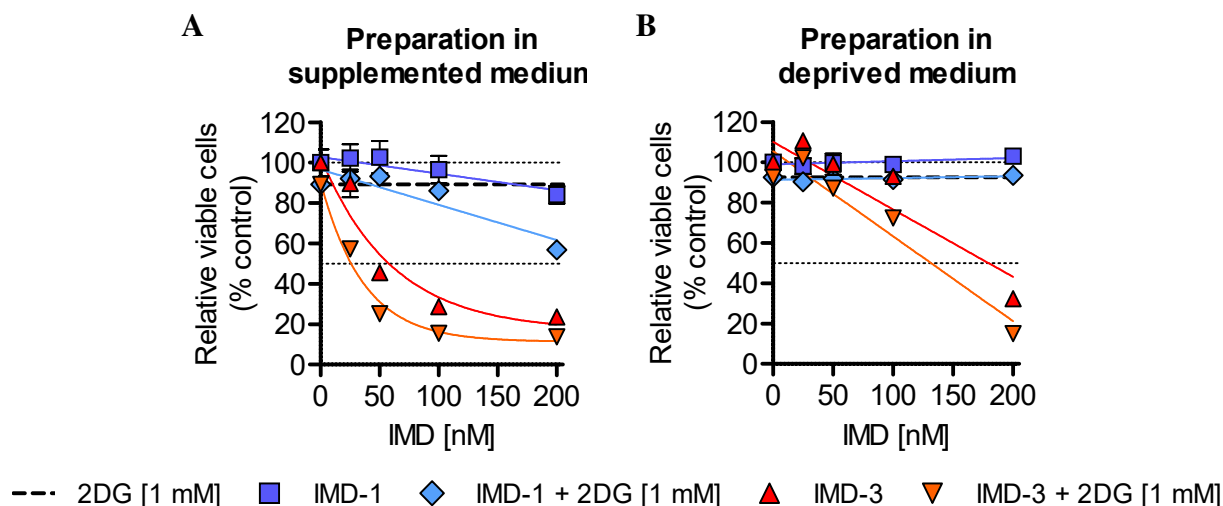 A
Preparation in
supplemented mediun
Relative viable cells
(% control)
120
100
80
60
40
20
0
0 50 100 150 200
IMD [nM]
B
Preparation in
deprived medium
Relative viable cells
(% control)
120
100
80
60
40
20
0
0 50 100 150 200
IMD [nM]
2DG [1 mM] IMD-1 IMD-1 + 2DG [1 mM] IMD-3 IMD-3 + 2DG [1 mM]